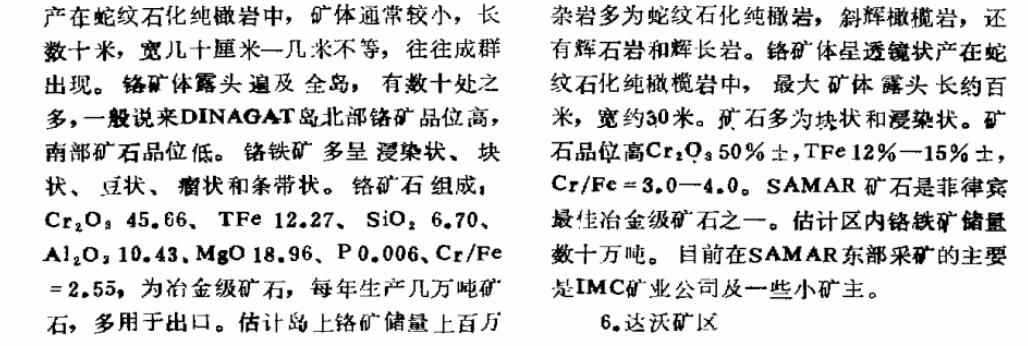 产在蛇纹石化纯橄岩中，矿体通常较小，长
数十米，宽几十厘米—几米不等，往往成群
出现。铬矿体露头遍及全岛，有数十处之
多，一般说来DINAGAT岛北部铬矿品位高，
南部矿石品位低。铬铁矿多呈浸染状、块
状、豆状、瘤状和条带状。铬矿石组成：
Cr₂O₃ 45.66、TFe 12.27、SiO₂ 6.70、
Al₂O₃ 10.43、MgO 18.96、P 0.006、Cr/Fe
=2.55，为冶金级矿石，每年生产几万吨矿
石，多用于出口。估计岛上铬矿储量上百万
杂岩多为蛇纹石化纯橄岩，斜辉橄榄岩，还
有辉石岩和辉长岩。铬矿体呈透镜状产在蛇
纹石化纯橄榄岩中，最大矿体露头长约百
米，宽约30米。矿石多为块状和浸染状。矿
石品位高Cr₂O₃ 50%±，TFe 12%—15%±，
Cr/Fe=3.0—4.0。SAMAR矿石是菲律宾
最佳冶金级矿石之一。估计区内铬铁矿储量
数十万吨。目前在SAMAR东部采矿的主要
是IMC矿业公司及一些小矿主。
6.达沃矿区